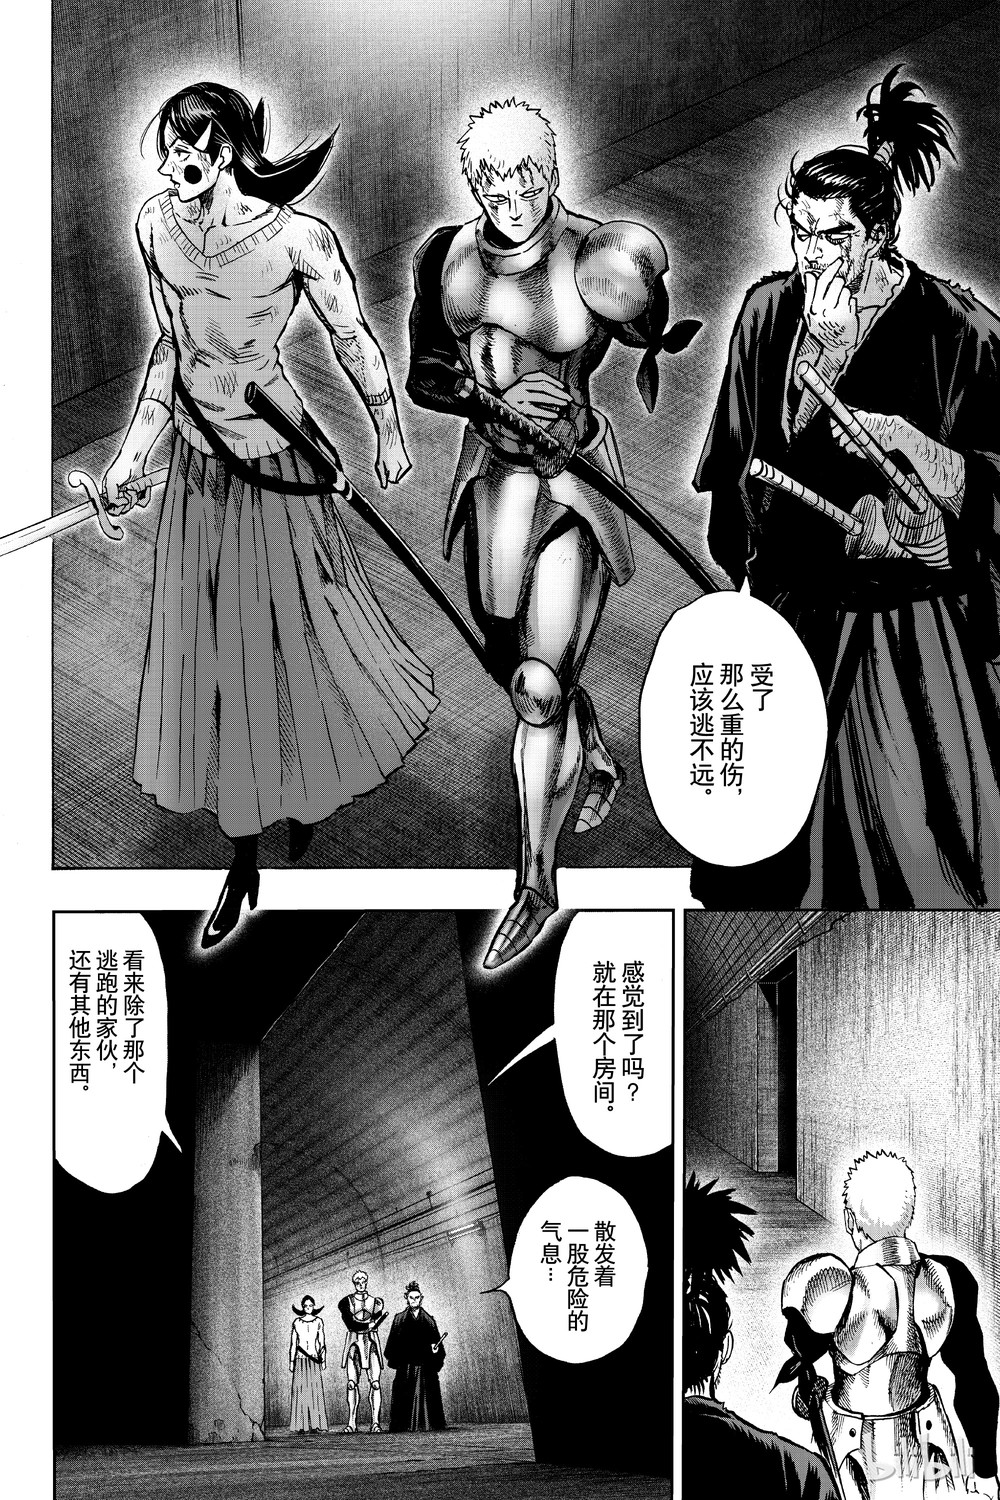 受了
那么重的伤，
应该逃不远。
感觉到了吗？
就在那个房间。
散发着
一股危险的
气息…
看来除了那个
逃跑的家伙，
还有其他东西。
bilibili